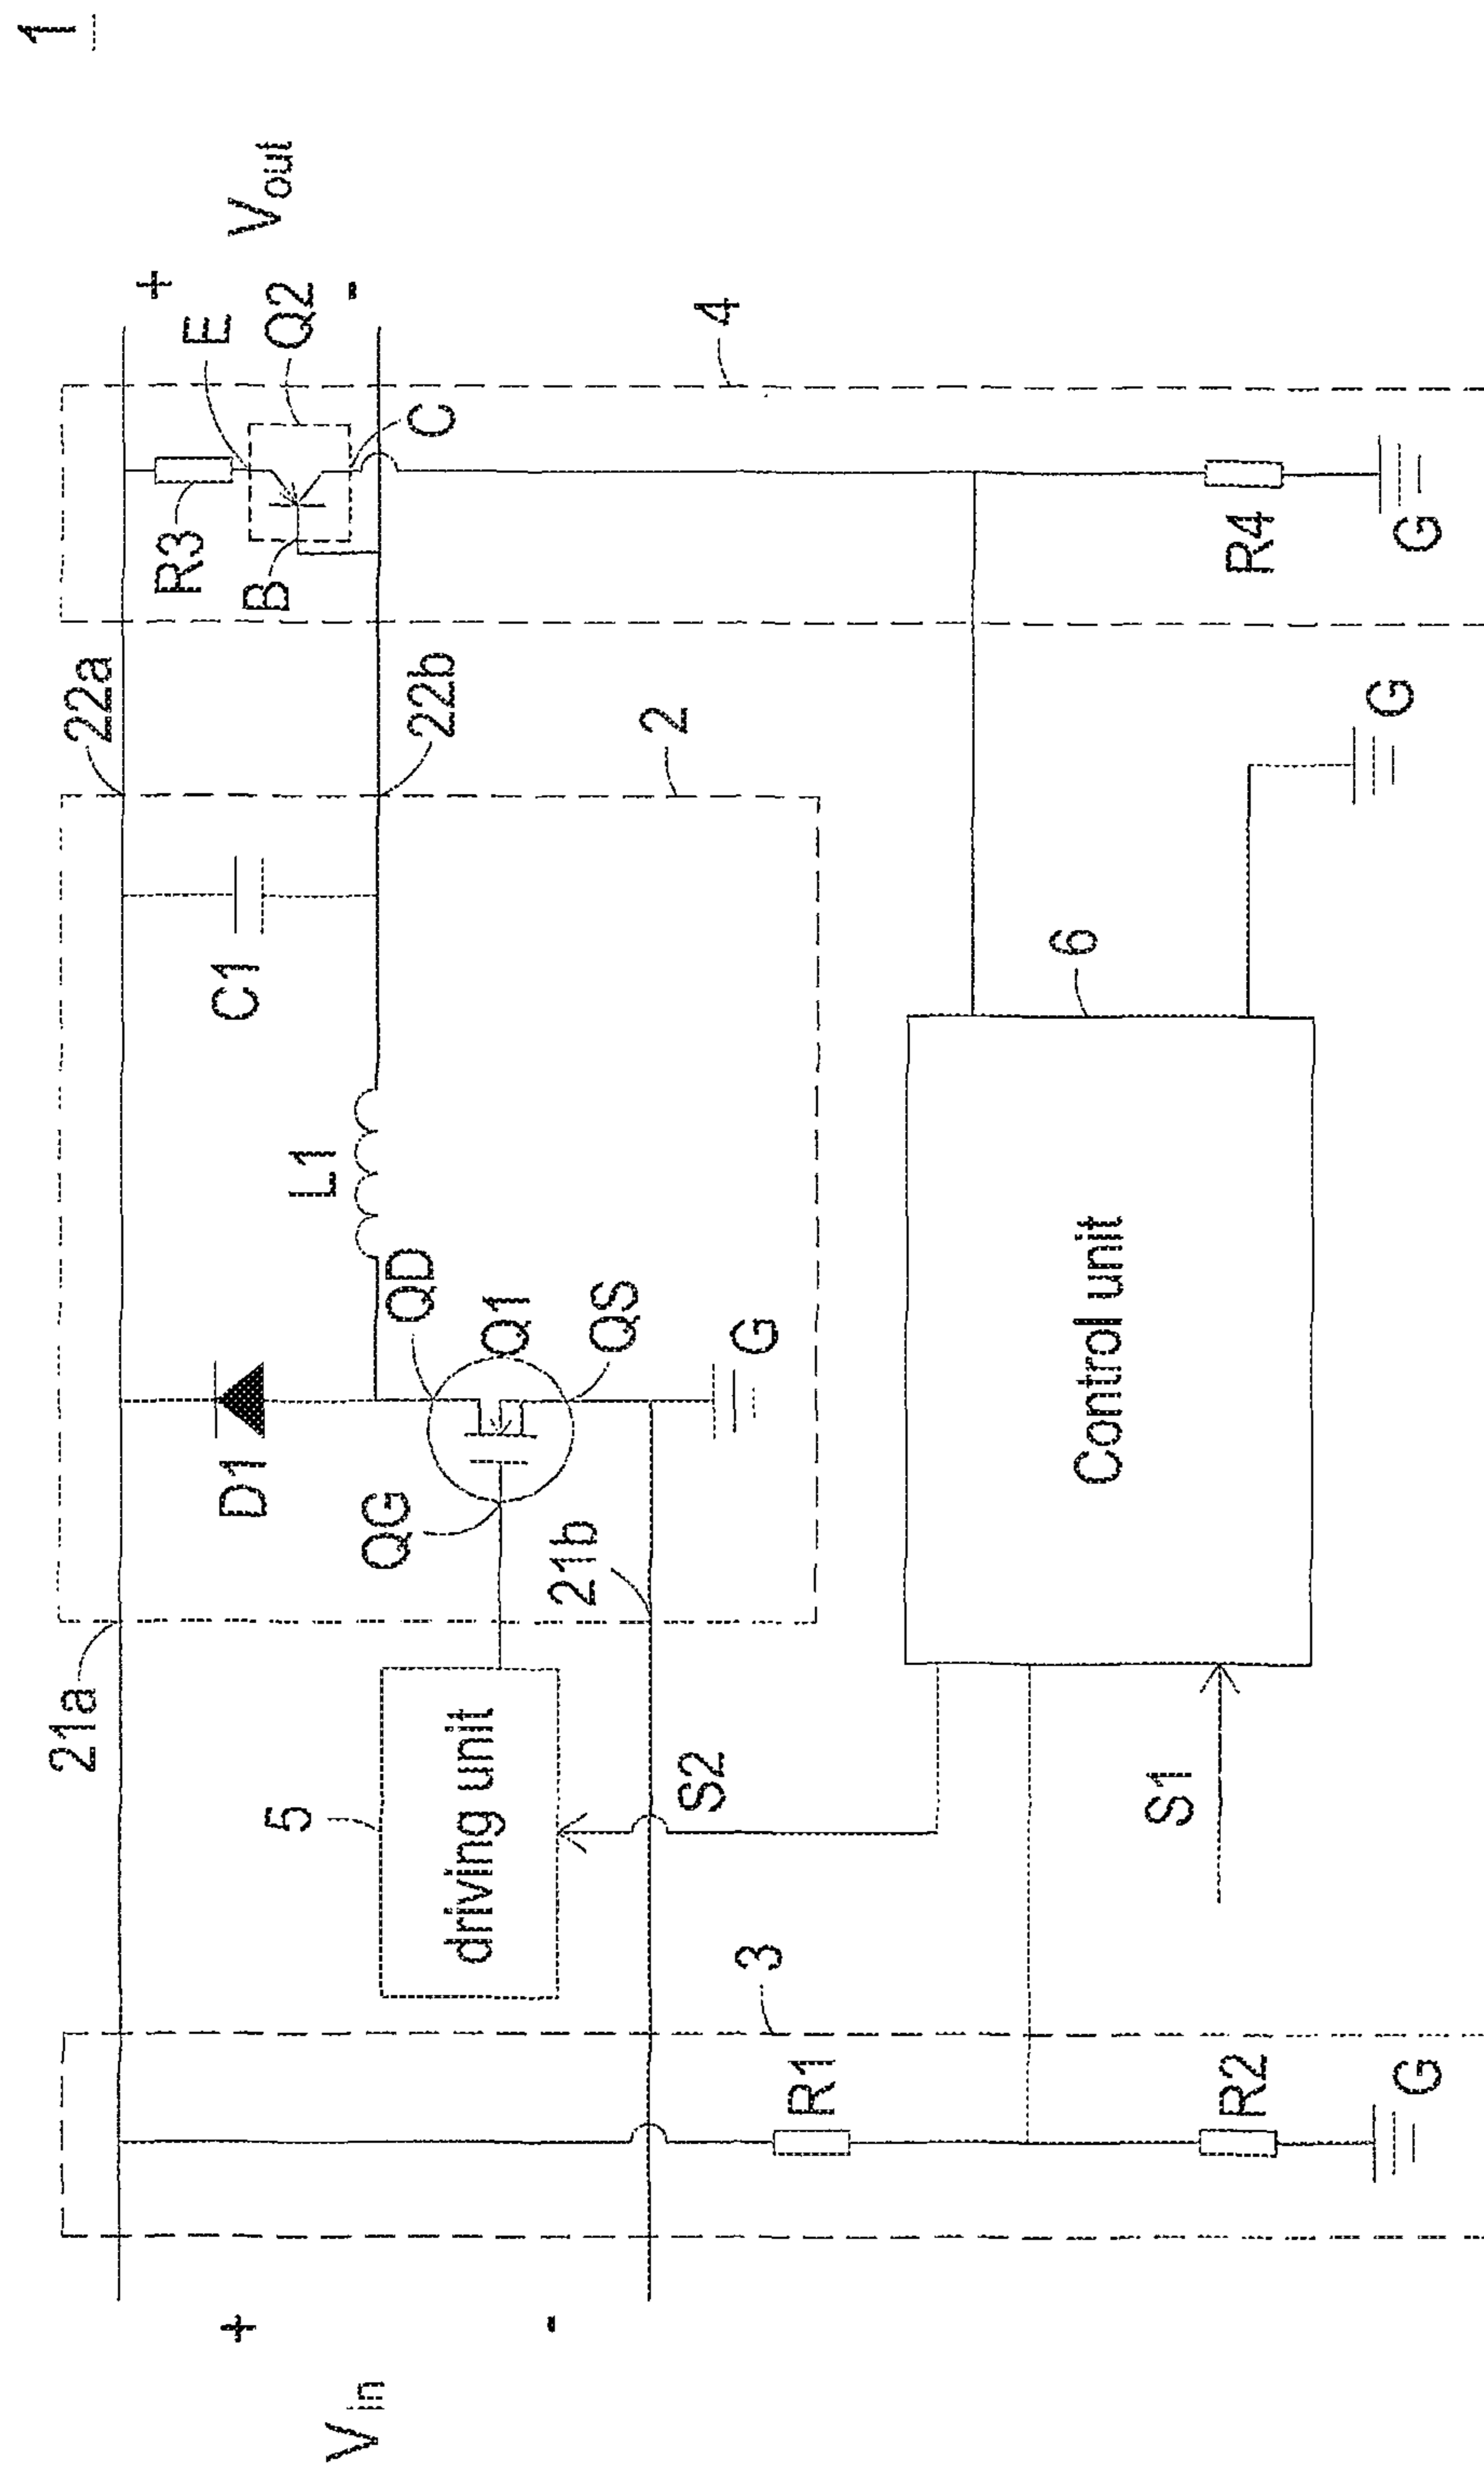 1
Vin
+
-
21a
21b
3
R1
R2
G
5
driving unit
S2
S1
D1
QG
QD
Q1
QS
G
L1
C1
2
22a
22b
Control unit
6
G
R3
B
E
Q2
C
4
R4
G
+
-
Vout